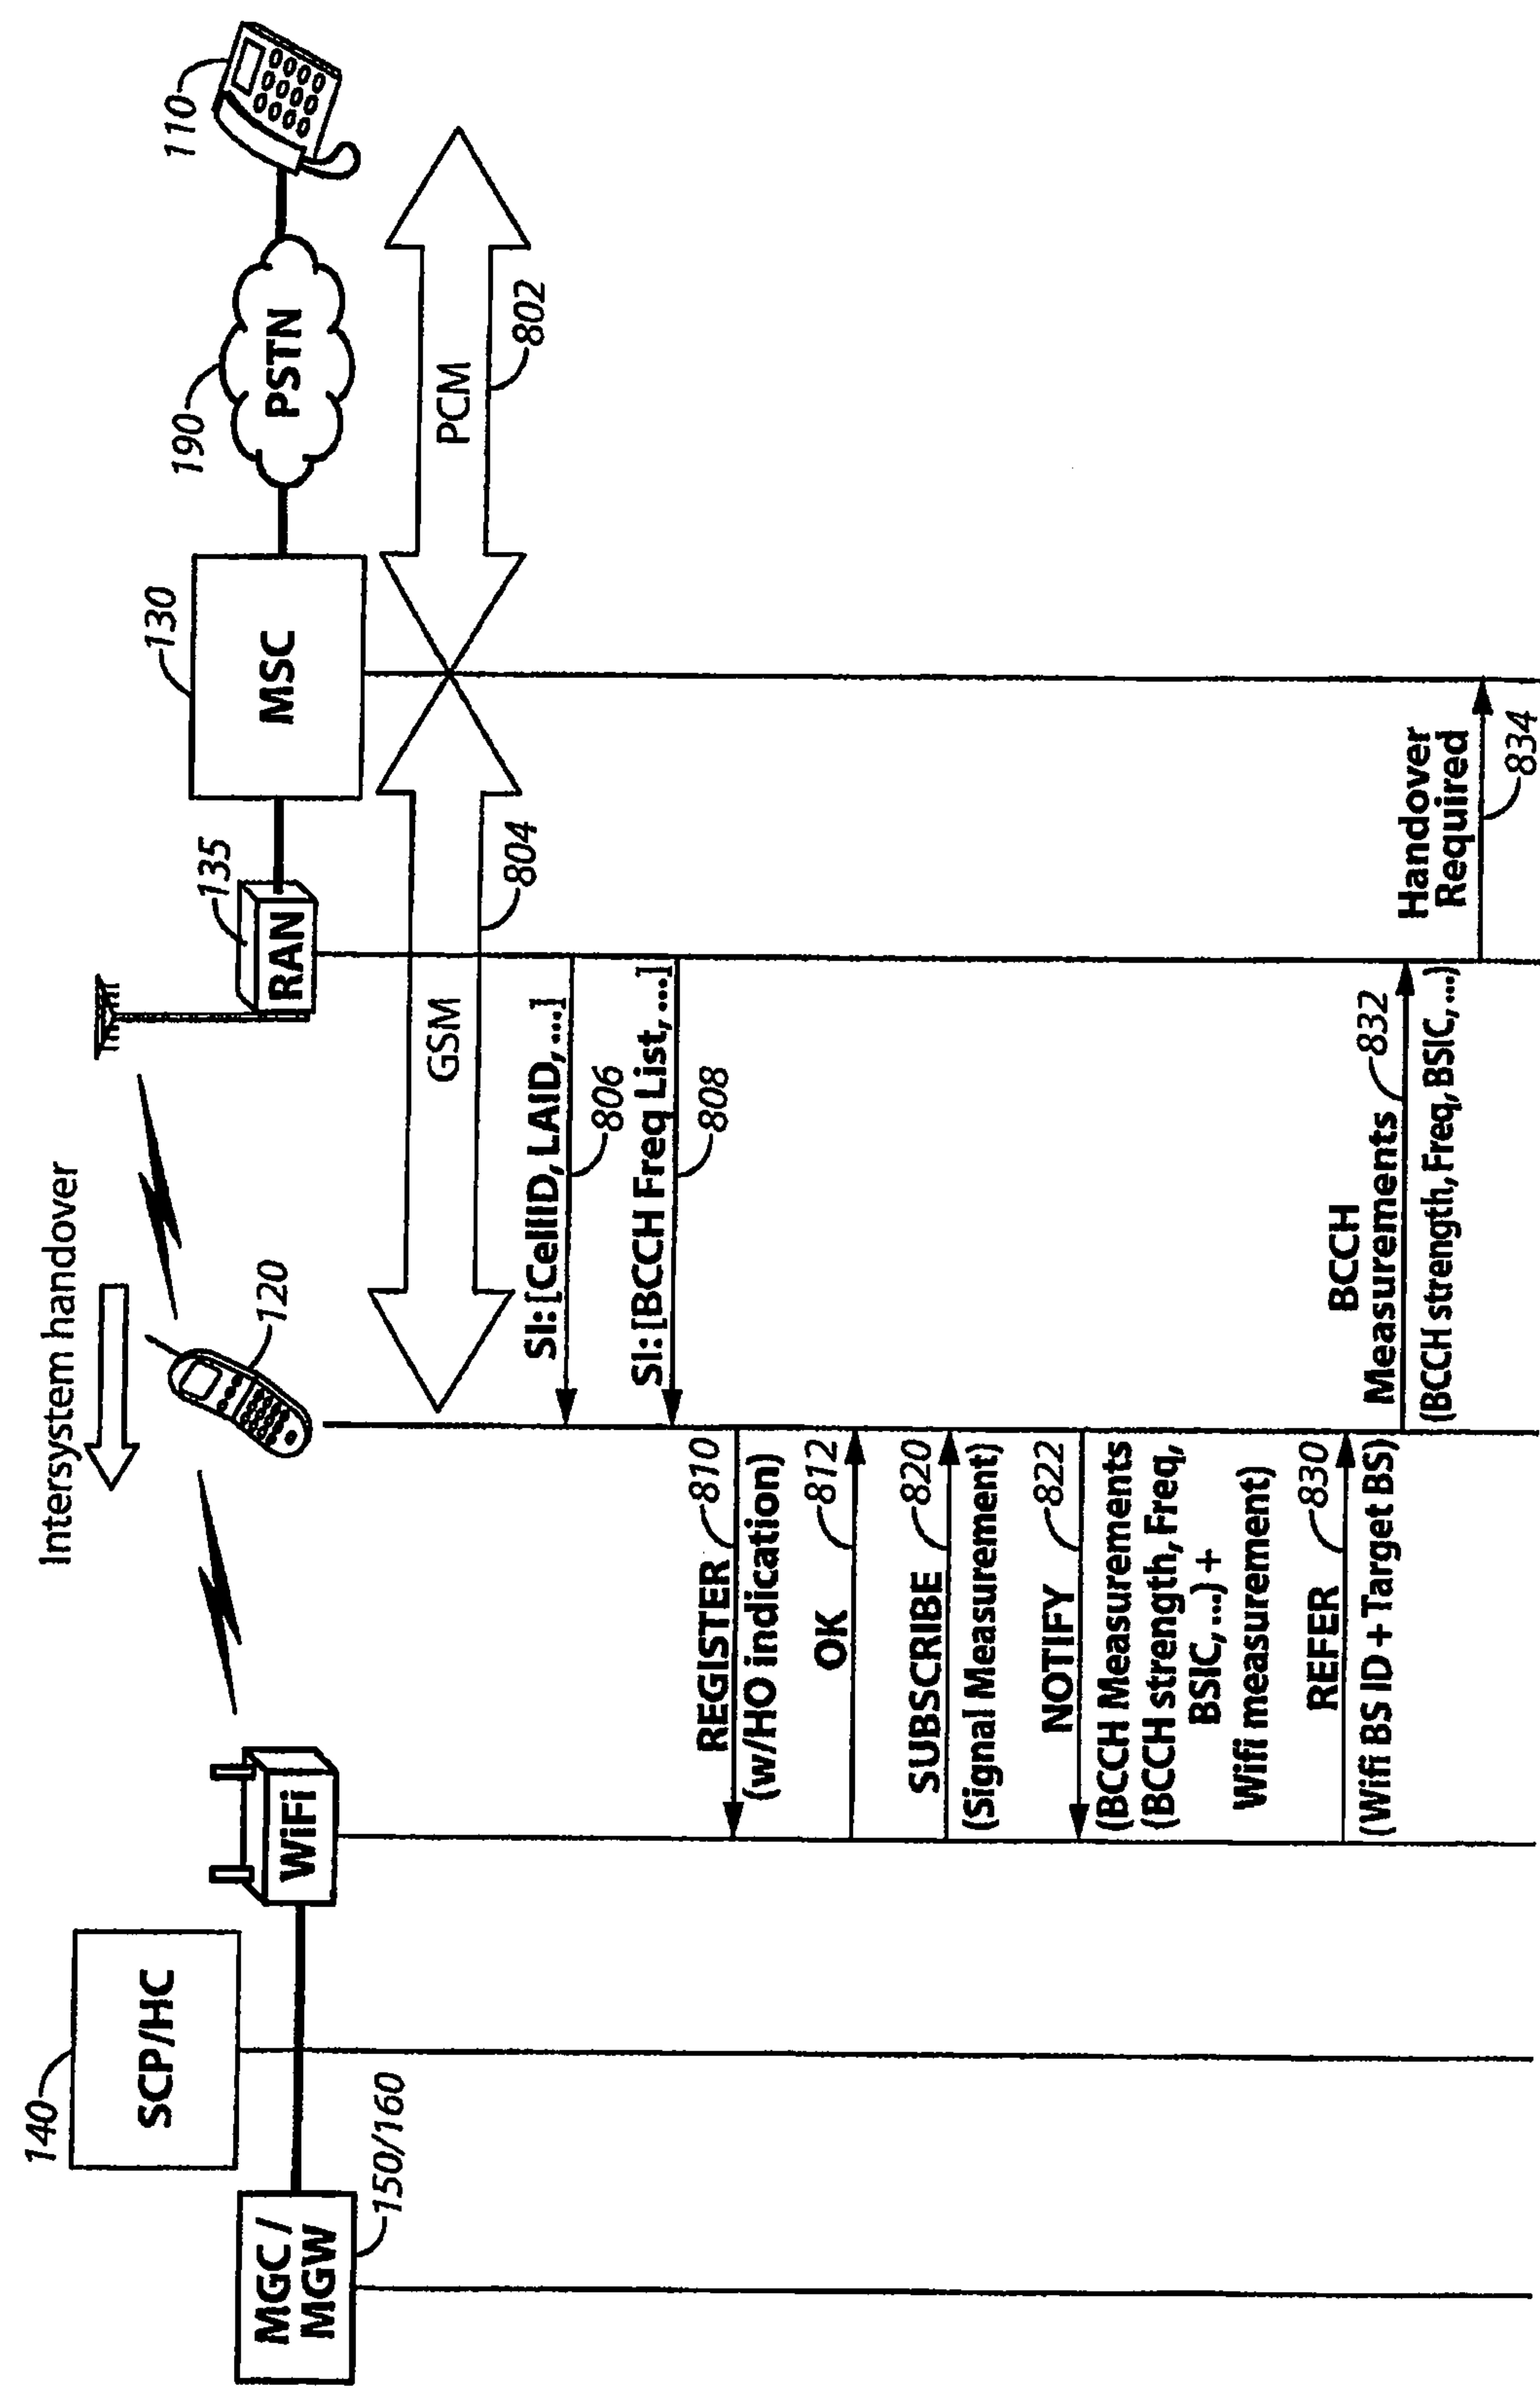 Intersystem handover
140
SCP/HC
MGC /
MGW
150/160
WiFi
120
135
RAN
130
MSC
190
PSTN
110
GSM
804
PCM
802
SI: [CellID, LAID, ...]
806
SI: [BCCH Freq List, ...]
808
REGISTER
810
(w/HO indication)
OK
812
SUBSCRIBE
820
(Signal Measurement)
NOTIFY
822
(BCCH Measurements
(BCCH strength, Freq,
BSIC, ...) +
Wifi measurement)
REFER
830
(Wifi BS ID + Target BS)
BCCH
Measurements
832
(BCCH strength, Freq, BSIC, ...)
Handover
Required
834